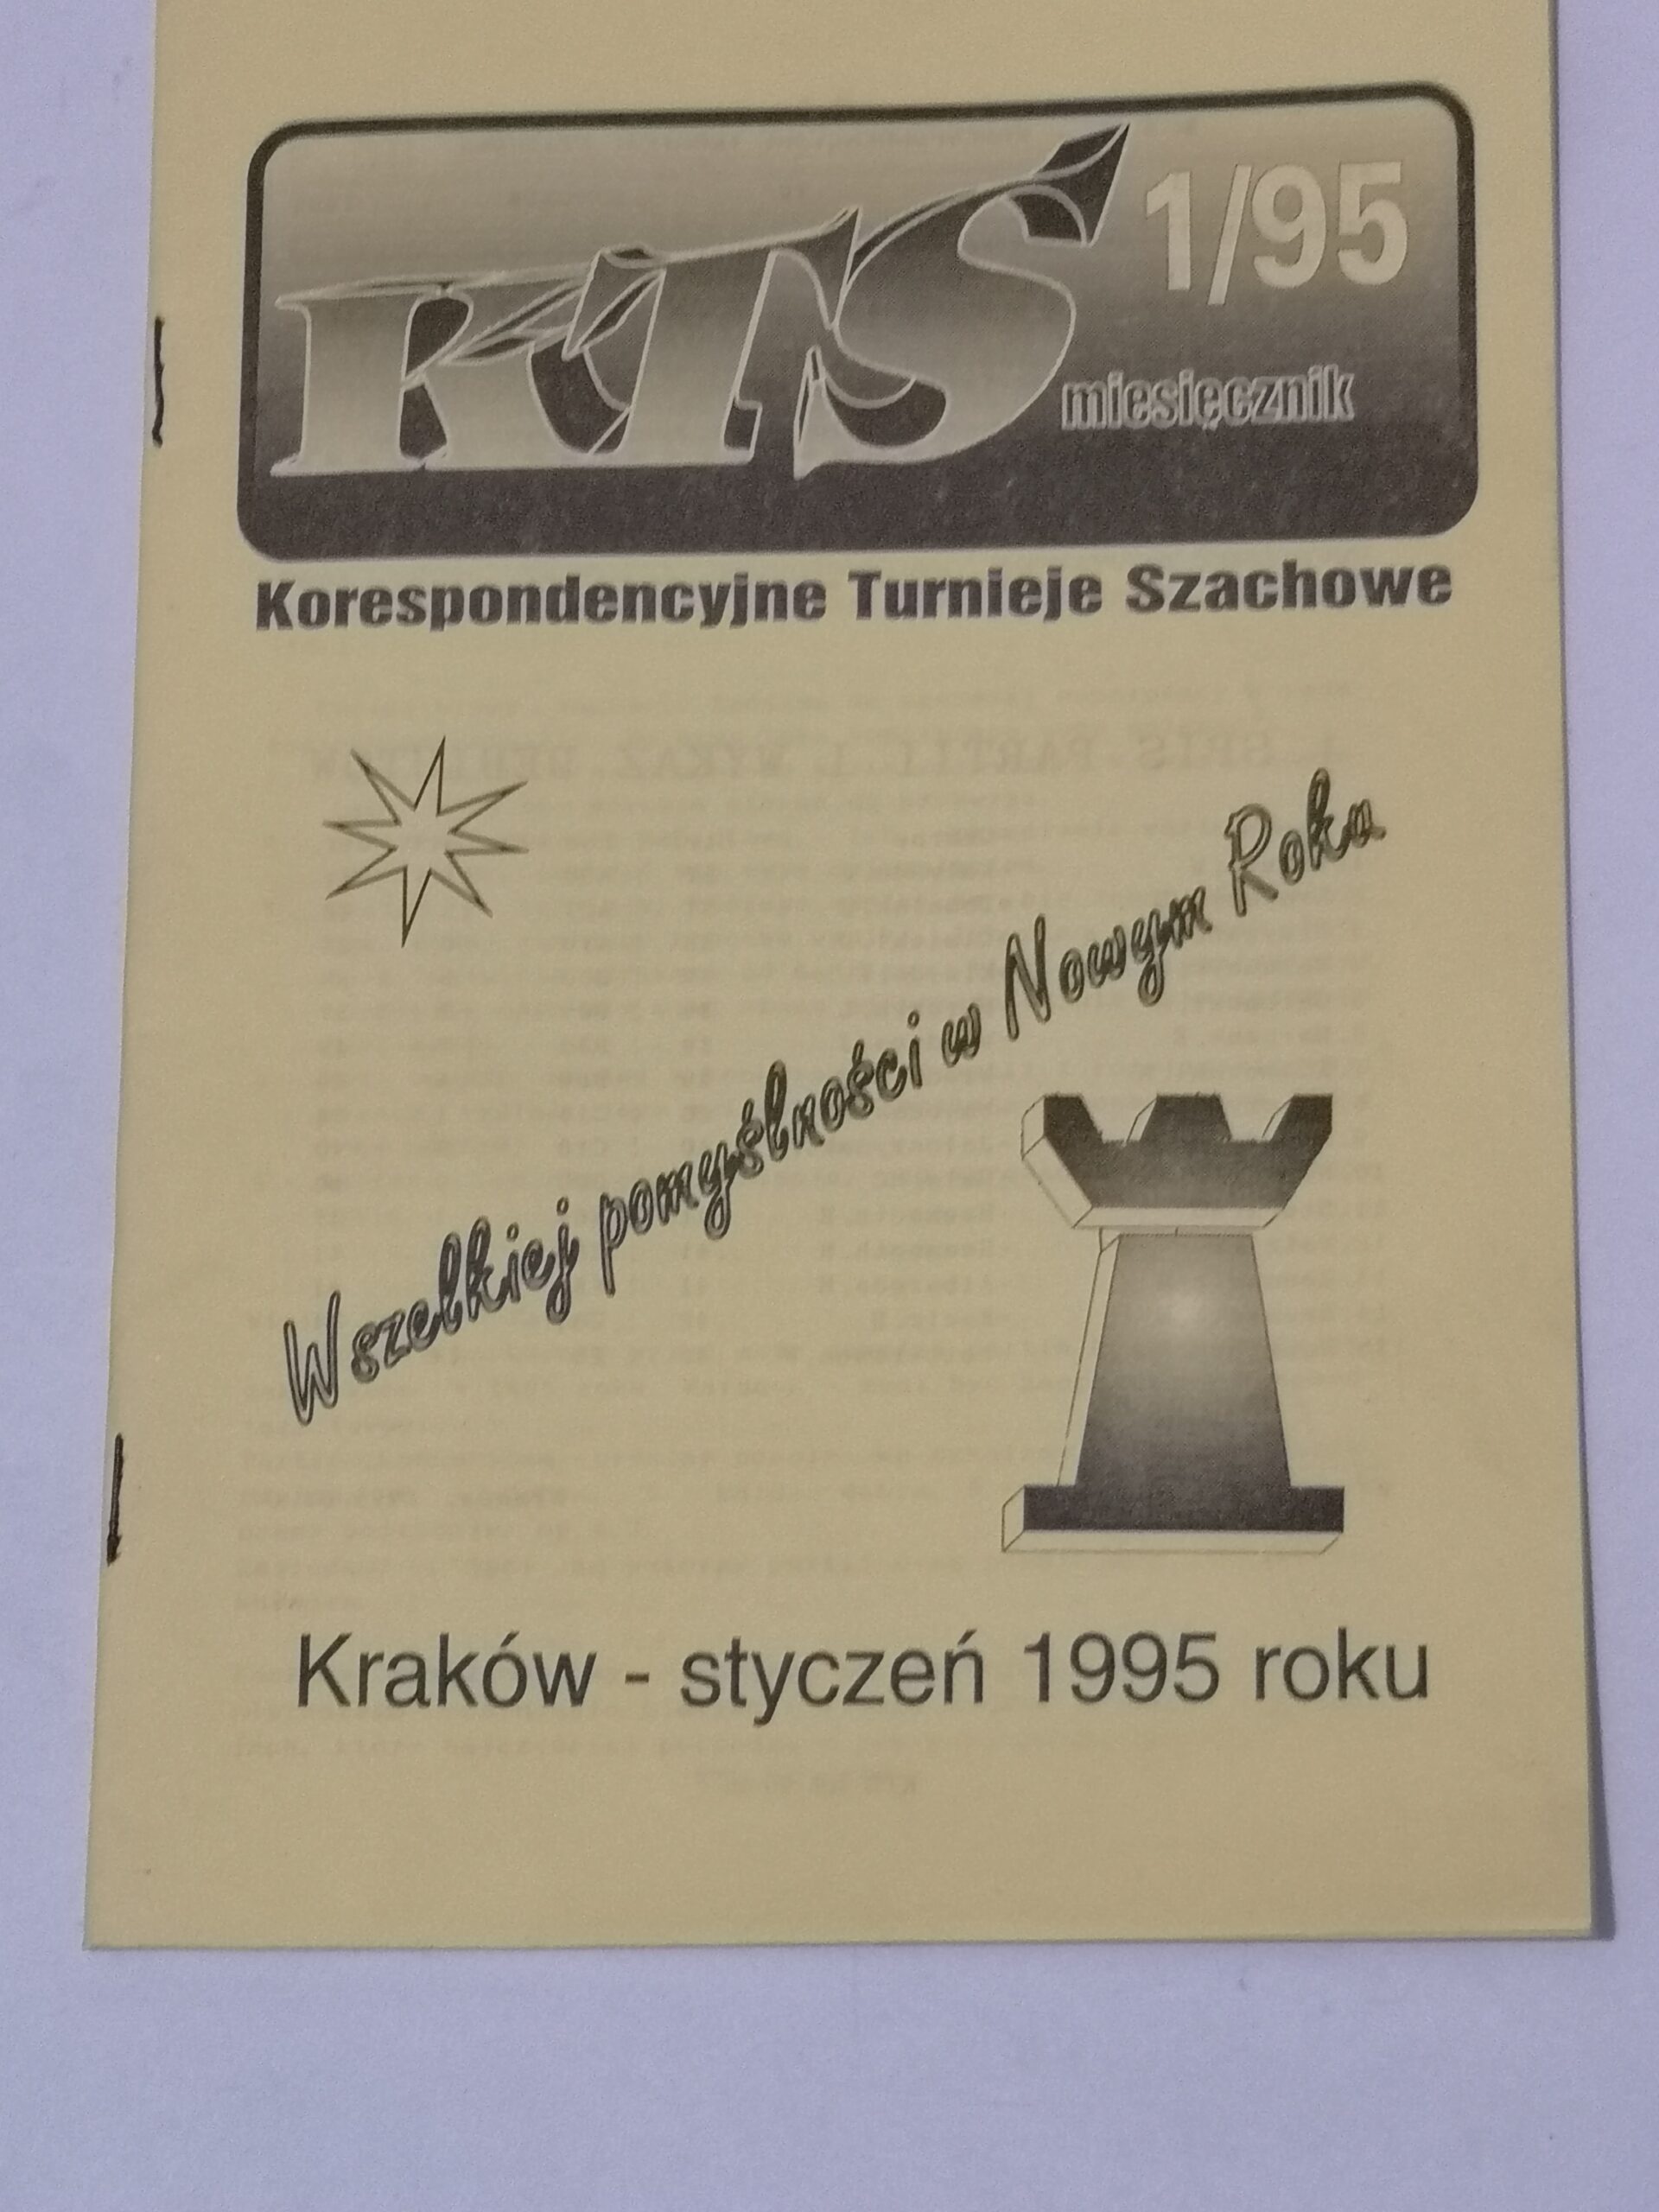 KTS 1/95
miesięcznik
Korespondencyjne Turnieje Szachowe
Wszelkiej pomyślności w Nowym Roku
Kraków - styczeń 1995 roku